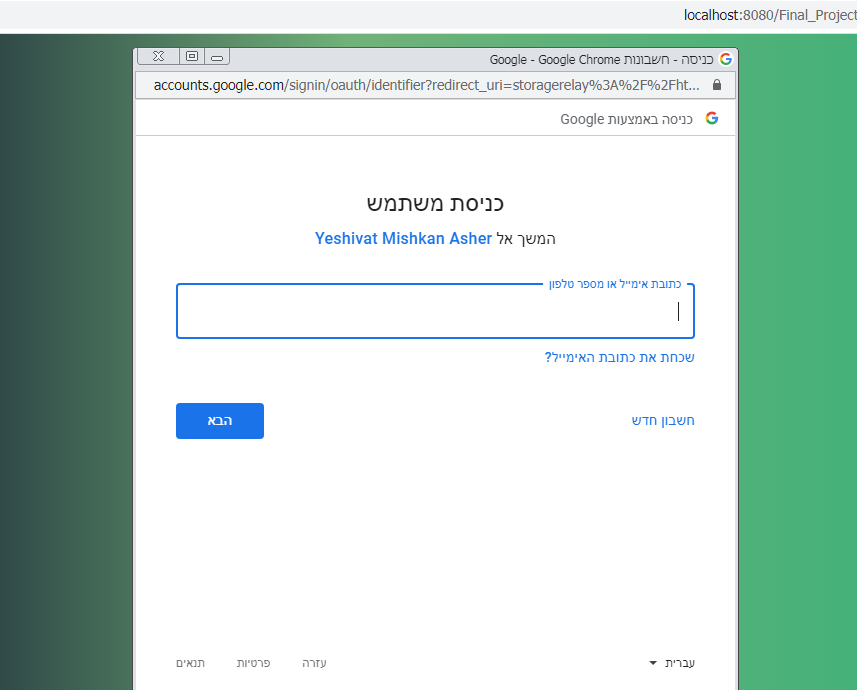 localhost:8080/Final_Project
כניסה - חשבונות Google - Google Chrome
accounts.google.com/signin/oauth/identifier?redirect_uri=storagerelay%3A%2F%2Fht...
כניסה באמצעות Google
כניסת משתמש
המשך אל Yeshivat Mishkan Asher
כתובת אימייל או מספר טלפון
שכחת את כתובת האימייל?
חשבון חדש
הבא
עברית
עזרה
פרטיות
תנאים